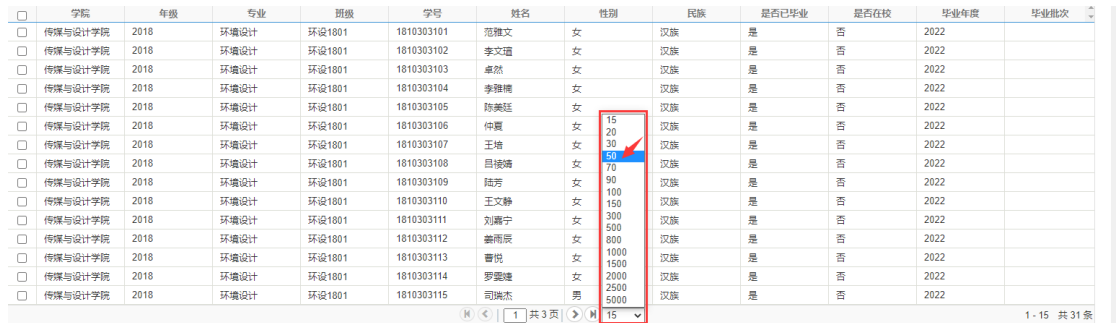 学院 年级 专业 班级 学号 姓名 性别 民族 是否已毕业 是否在校 毕业年度 毕业批次
传媒与设计学院 2018 环境设计 环设1801 1810303101 范雅文 女 汉族 是 否 2022
传媒与设计学院 2018 环境设计 环设1801 1810303102 李文瑄 女 汉族 是 否 2022
传媒与设计学院 2018 环境设计 环设1801 1810303103 卓然 女 汉族 是 否 2022
传媒与设计学院 2018 环境设计 环设1801 1810303104 李雅楠 女 汉族 是 否 2022
传媒与设计学院 2018 环境设计 环设1801 1810303105 陈美廷 女 汉族 是 否 2022
传媒与设计学院 2018 环境设计 环设1801 1810303106 仲夏 女 汉族 是 否 2022
传媒与设计学院 2018 环境设计 环设1801 1810303107 王培 女 汉族 是 否 2022
传媒与设计学院 2018 环境设计 环设1801 1810303108 女 汉族 是 否 2022
传媒与设计学院 2018 环境设计 环设1801 1810303109 陆芳 女 汉族 是 否 2022
传媒与设计学院 2018 环境设计 环设1801 1810303110 王文静 女 汉族 是 否 2022
传媒与设计学院 2018 环境设计 环设1801 1810303111 刘嘉宁 女 汉族 是 否 2022
传媒与设计学院 2018 环境设计 环设1801 1810303112 姜雨辰 女 汉族 是 否 2022
传媒与设计学院 2018 环境设计 环设1801 1810303113 曹悦 女 汉族 是 否 2022
传媒与设计学院 2018 环境设计 环设1801 1810303114 罗雯婕 女 汉族 是 否 2022
传媒与设计学院 2018 环境设计 环设1801 1810303115 司瑞杰 男 汉族 是 否 2022
15
20
30
50
70
90
100
150
300
500
800
1000
1500
2000
2500
5000
1 共3页 15 1 - 15 共 31 条